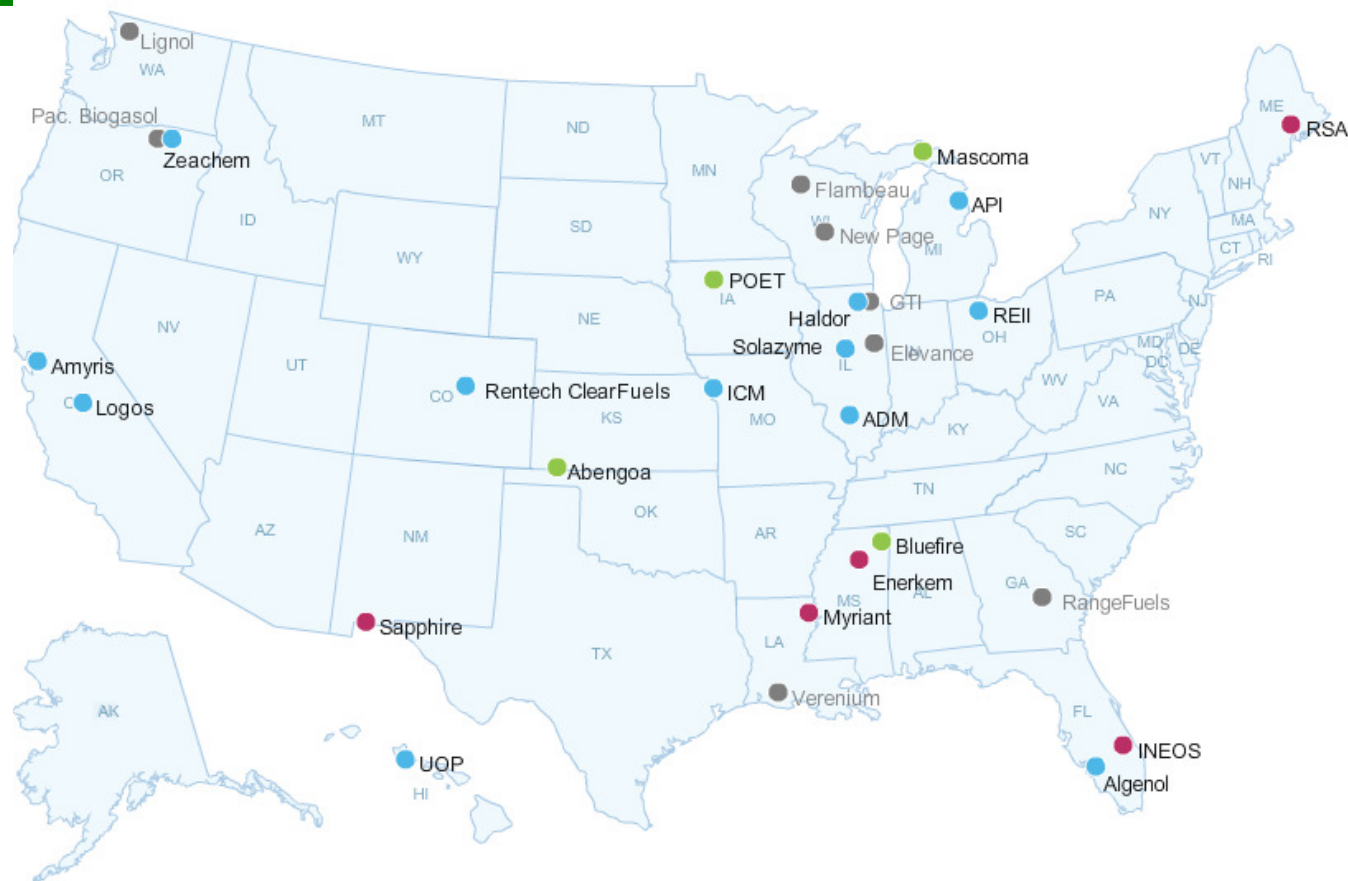 Lignol
WA
Pac. Biogasol
Zeachem
OR
MT
ND
MN
ID
SD
WY
Mascoma
Flambeau
API
WI
New Page
MI
ME
RSA
VT
NH
NY
MA
CT
RI
POET
IA
NE
NV
UT
Haldor
GTI
REII
OH
PA
NJ
Solazyme
Elevance
IL
IN
MD
DE
DC
WV
VA
Amyris
Logos
CO
Rentech ClearFuels
KS
ICM
MO
ADM
KY
Abengoa
OK
AR
TN
NC
SC
AZ
NM
Bluefire
Enerkem
MS
AL
GA
RangeFuels
Sapphire
Myriant
LA
TX
Verenium
AK
UOP
HI
FL
INEOS
Algenol